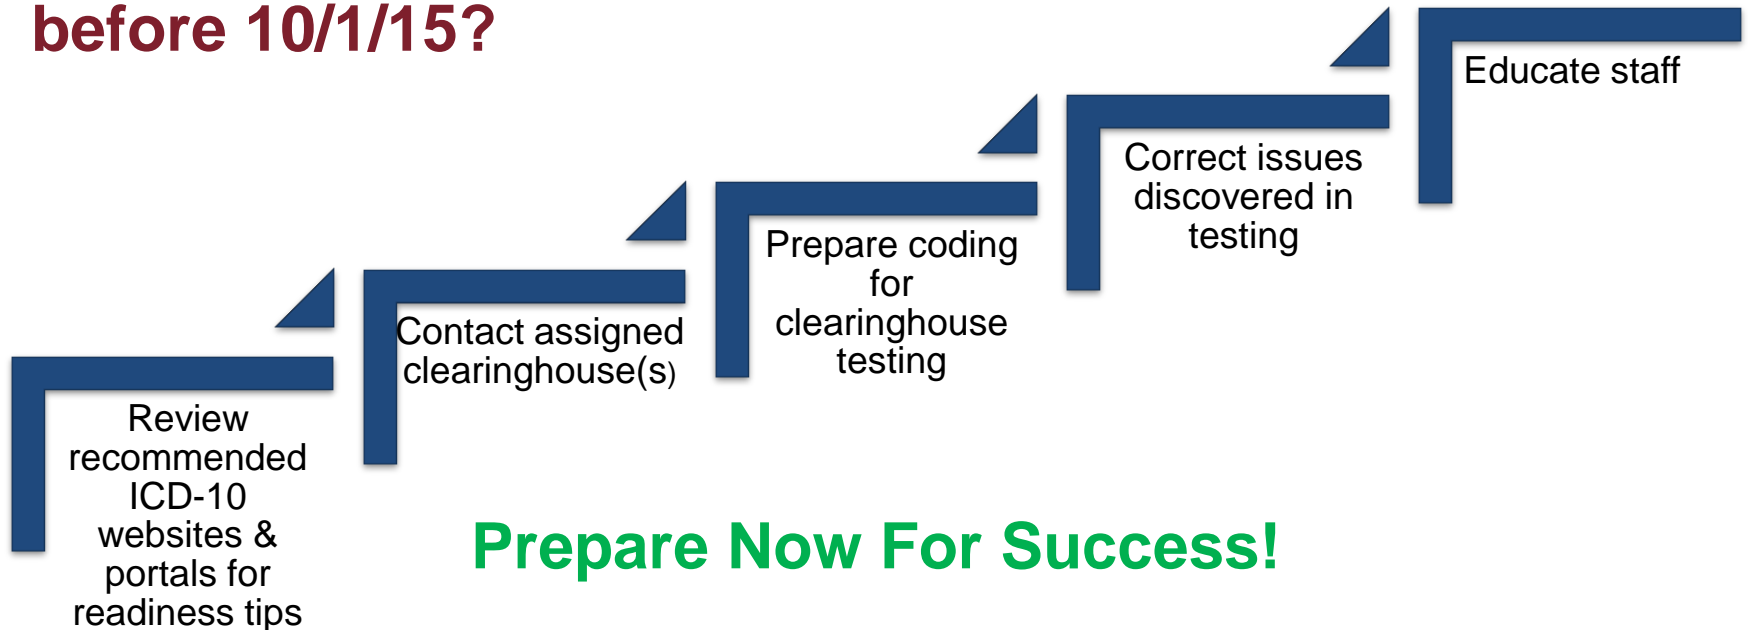 before 10/1/15?
Review
recommended
ICD-10
websites &
portals for
readiness tips
Contact assigned
clearinghouse(s)
Prepare coding
for
clearinghouse
testing
Correct issues
discovered in
testing
Educate staff
Prepare Now For Success!